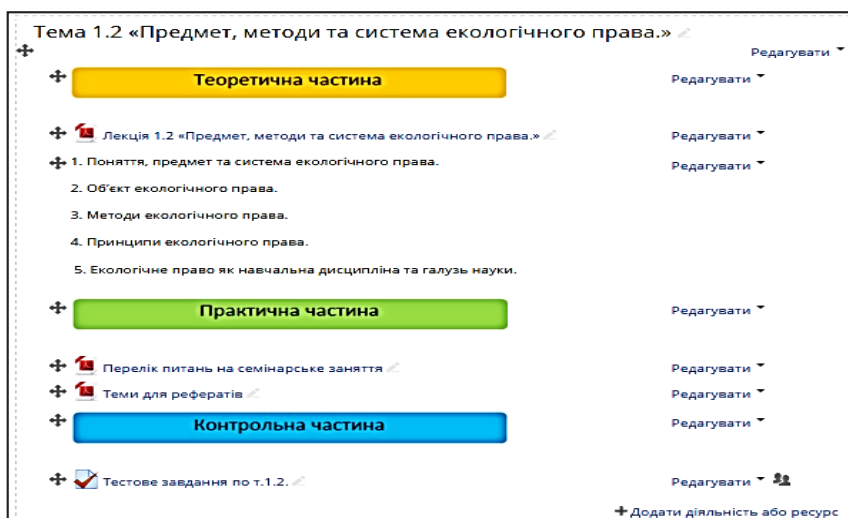 Тема 1.2 «Предмет, методи та система екологічного права.»
Редагувати
Теоретична частина Редагувати
Лекція 1.2 «Предмет, методи та система екологічного права.» Редагувати
1. Поняття, предмет та система екологічного права. Редагувати
2. Об'єкт екологічного права.
3. Методи екологічного права.
4. Принципи екологічного права.
5. Екологічне право як навчальна дисципліна та галузь науки.
Практична частина Редагувати
Перелік питань на семінарське заняття Редагувати
Теми для рефератів Редагувати
Контрольна частина Редагувати
Тестове завдання по т.1.2. Редагувати
Додати діяльність або ресурс